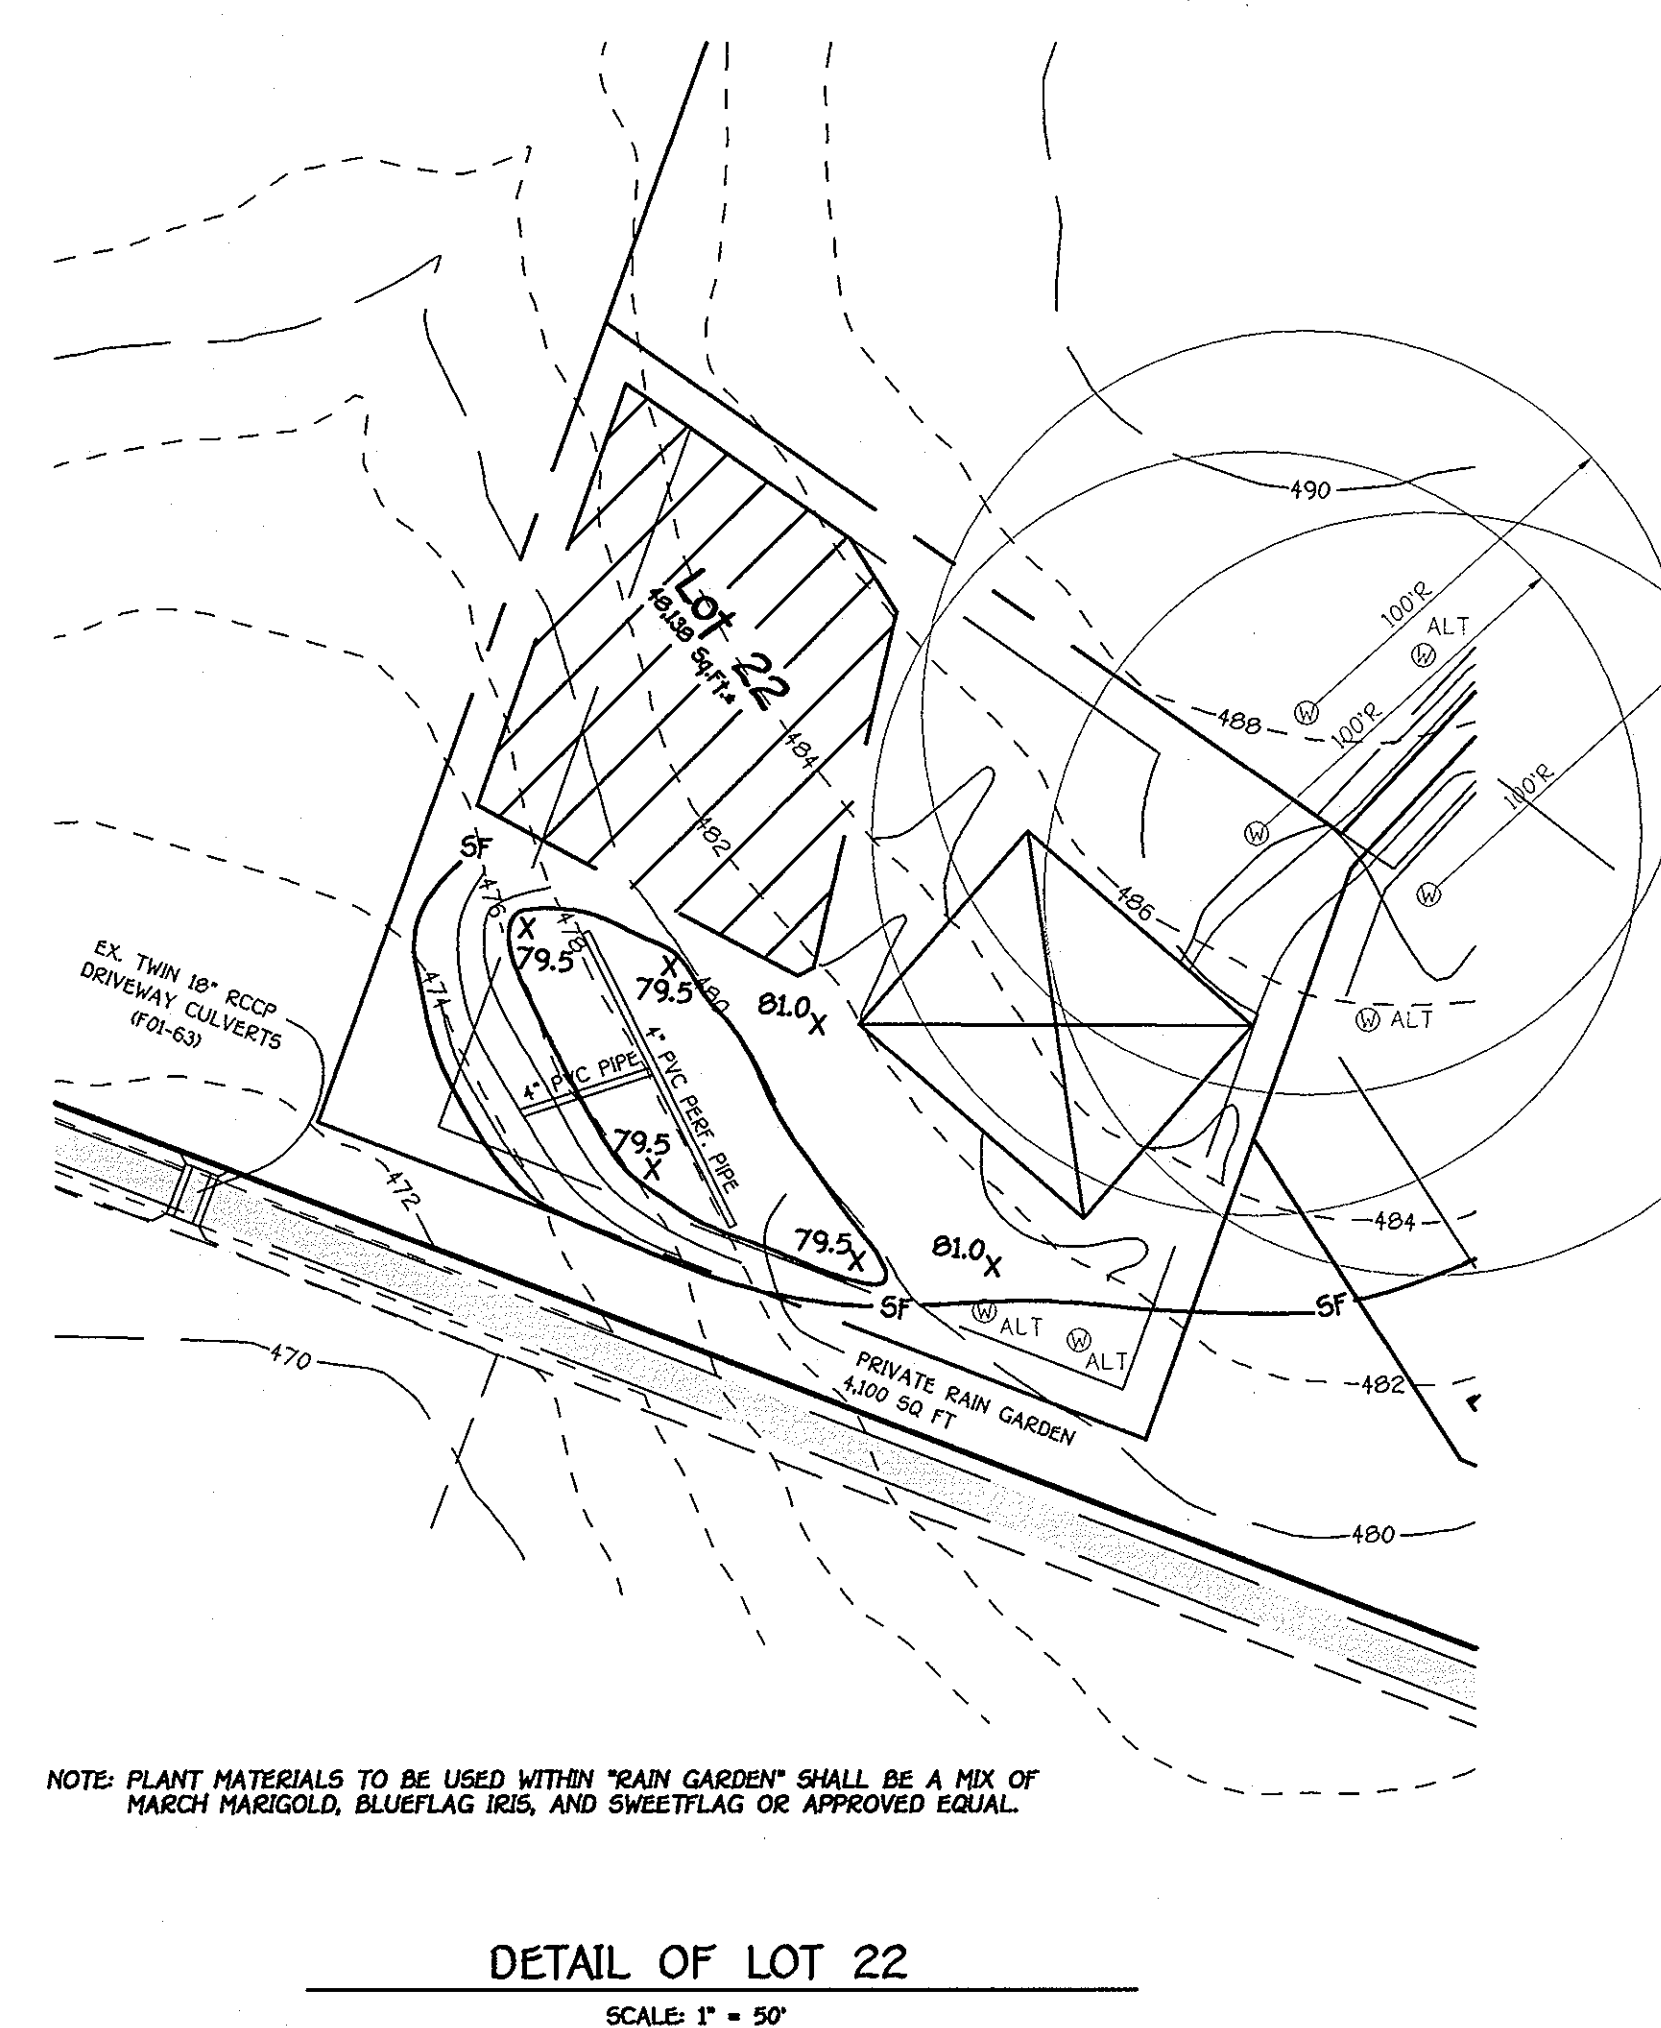 490
100'R
ALT
W
Lot 22
48,138 Sq.Ft.±
488
W
100'R
484
100'R
482
W
SF
W
476
486
478
79.5
79.5
480
81.0
EX. TWIN 18" RCCP
DRIVEWAY CULVERTS
(F01-63)
474
W ALT
4" PVC PIPE
4" PVC PERF. PIPE
79.5
472
484
79.5
81.0
SF
W
ALT
W
ALT
SF
470
PRIVATE RAIN GARDEN
4,100 SQ FT
482
480
NOTE: PLANT MATERIALS TO BE USED WITHIN "RAIN GARDEN" SHALL BE A MIX OF
MARCH MARIGOLD, BLUEFLAG IRIS, AND SWEETFLAG OR APPROVED EQUAL.
DETAIL OF LOT 22
SCALE: 1" = 50'